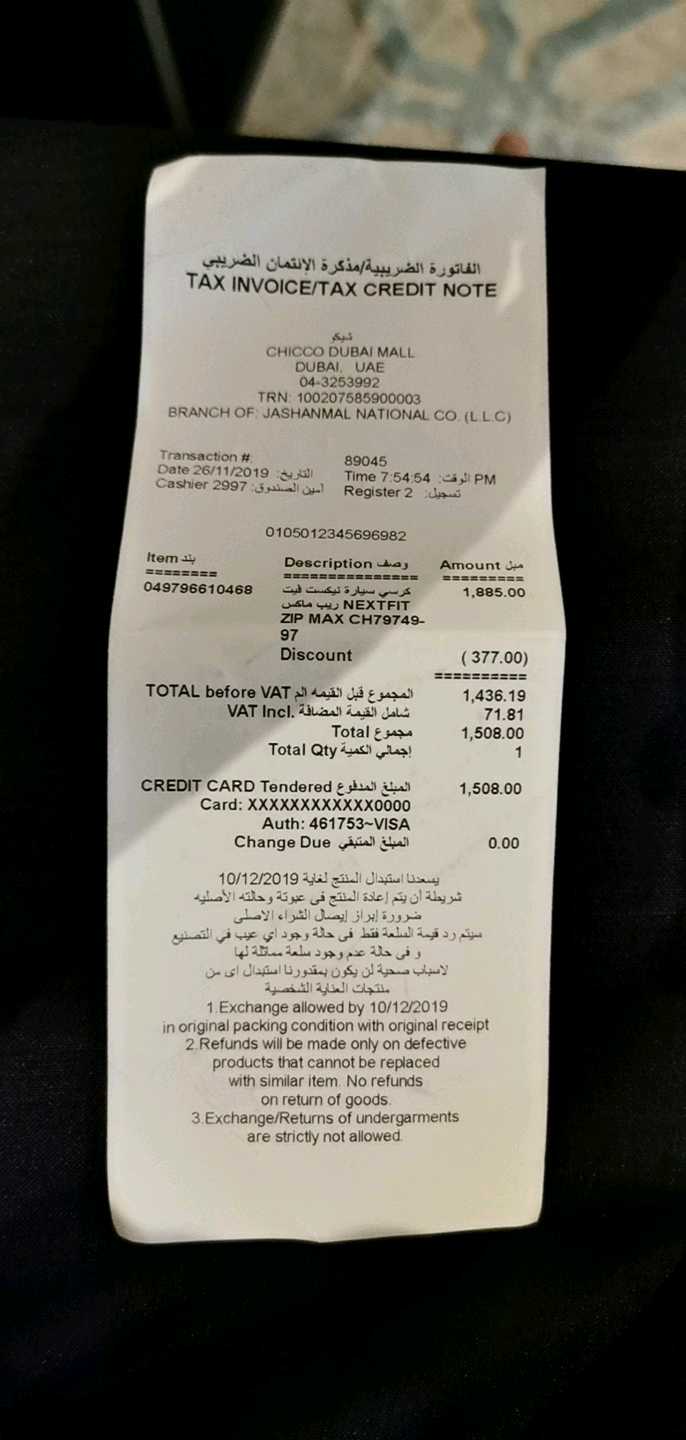 الفاتورة الضريبية/مذكرة الإئتمان الضريبي
TAX INVOICE/TAX CREDIT NOTE
شيكو
CHICCO DUBAI MALL
DUBAI, UAE
04-3253992
TRN: 100207585900003
BRANCH OF: JASHANMAL NATIONAL CO. (L.L.C)
Transaction #: 89045
Date 26/11/2019 التاريخ: Time 7:54:54 الوقت: PM
Cashier 2997 أمين الصندوق: Register 2 تسجيل:
0105012345696982
Item بند Description وصف Amount مبل
======== =============== =========
049796610468 كرسي سيارة نيكست فيت 1,885.00
زيب ماكس NEXTFIT
ZIP MAX CH79749-
97
Discount ( 377.00)
==========
TOTAL before VAT المجموع قبل القيمه الم 1,436.19
VAT Incl. شامل القيمة المضافة 71.81
Total مجموع 1,508.00
Total Qty إجمالي الكمية 1
CREDIT CARD Tendered المبلغ المدفوع 1,508.00
Card: XXXXXXXXXXXX0000
Auth: 461753~VISA
Change Due المبلغ المتبقي 0.00
يسعدنا استبدال المنتج لغاية 10/12/2019
شريطة أن يتم إعادة المنتج فى عبوتة وحالته الأصليه
ضرورة إبراز إيصال الشراء الاصلى
سيتم رد قيمة السلعة فقط فى حالة وجود اي عيب في التصنيع
و فى حالة عدم وجود سلعة مماثلة لها
لاسباب صحية لن يكون بمقدورنا استبدال اى من
منتجات العناية الشخصية
1.Exchange allowed by 10/12/2019
in original packing condition with original receipt
2.Refunds will be made only on defective
products that cannot be replaced
with similar item. No refunds
on return of goods.
3.Exchange/Returns of undergarments
are strictly not allowed.